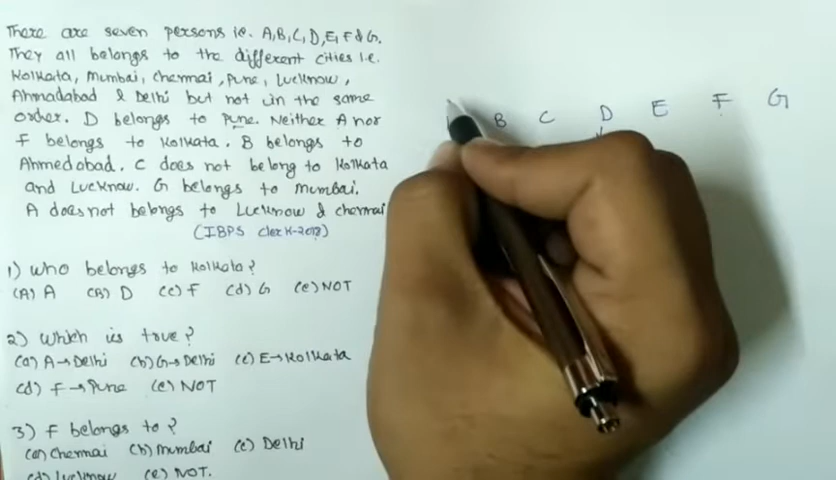 There are seven persons ie. A,B,C,D,E,F & G.
They all belongs to the different cities i.e.
Kolkata, Mumbai, Chennai, Pune, Lucknow,
Ahmadabad & Delhi but not in the same
order. D belongs to Pune. Neither A nor
F belongs to Kolkata. B belongs to
Ahmedabad. C does not belong to Kolkata
and Lucknow. G belongs to Mumbai.
A does not belongs to Lucknow & chennai
(IBPS Clerk-2018)
B C D E F G
1) who belongs to Kolkata?
(A) A (B) D (c) F (d) G (e) NOT
2) Which is true?
(a) A→Delhi (b) G→Delhi (c) E→Kolkata
(d) F→Pune (e) NOT
3) F belongs to?
(a) Chennai (b) Mumbai (c) Delhi
(d) Lucknow (e) NOT.